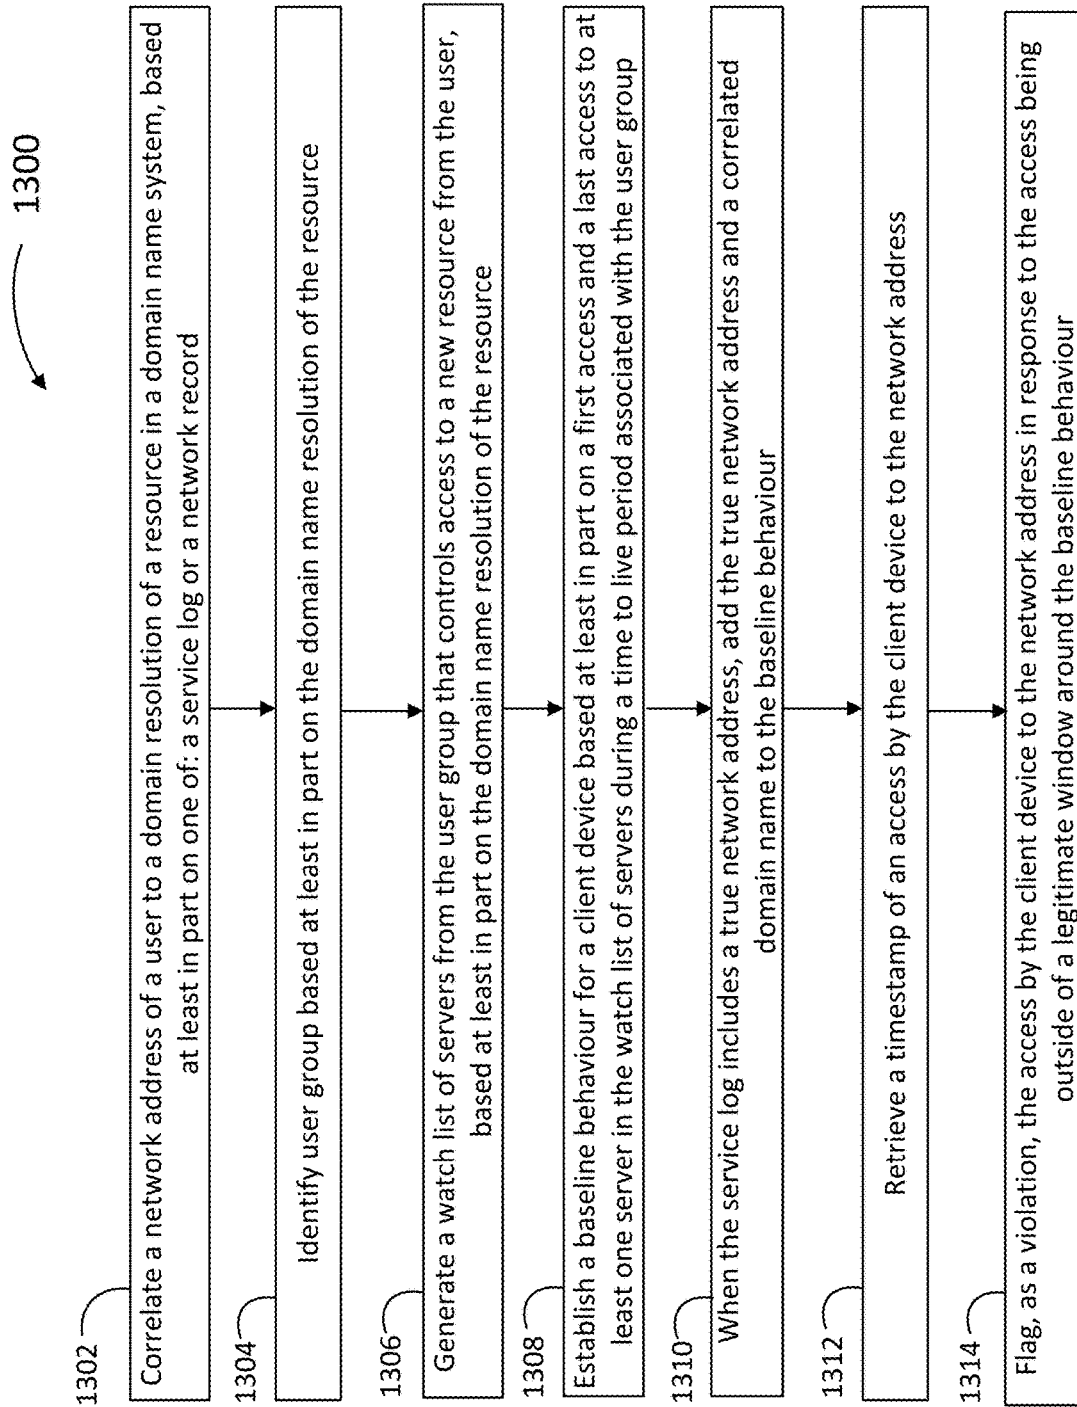 1300
1302
Correlate a network address of a user to a domain resolution of a resource in a domain name system, based
at least in part on one of: a service log or a network record
1304
Identify user group based at least in part on the domain name resolution of the resource
1306
Generate a watch list of servers from the user group that controls access to a new resource from the user,
based at least in part on the domain name resolution of the resource
1308
Establish a baseline behaviour for a client device based at least in part on a first access and a last access to at
least one server in the watch list of servers during a time to live period associated with the user group
1310
When the service log includes a true network address, add the true network address and a correlated
domain name to the baseline behaviour
1312
Retrieve a timestamp of an access by the client device to the network address
1314
Flag, as a violation, the access by the client device to the network address in response to the access being
outside of a legitimate window around the baseline behaviour